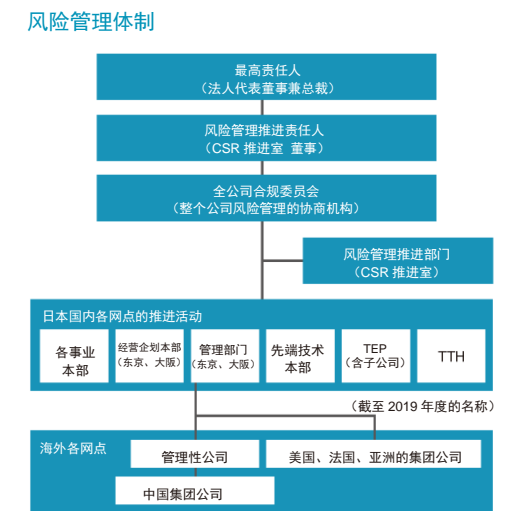 风险管理体制
最高责任人
（法人代表董事兼总裁）
风险管理推进责任人
（CSR 推进室 董事）
全公司合规委员会
（整个公司风险管理的协商机构）
风险管理推进部门
（CSR 推进室）
日本国内各网点的推进活动
各事业
本部
经营企划本部
（东京、大阪）
管理部门
（东京、大阪）
先端技术
本部
TEP
（含子公司）
TTH
（截至 2019 年度的名称）
海外各网点
管理性公司
美国、法国、亚洲的集团公司
中国集团公司